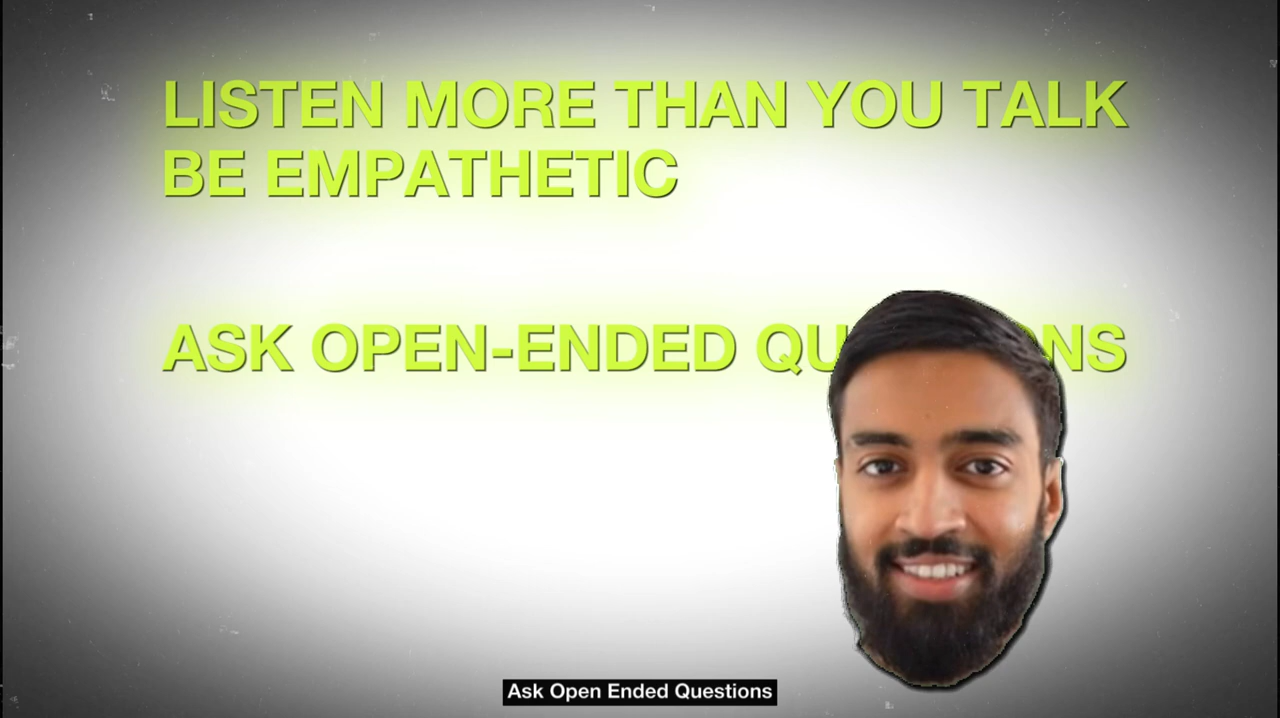 LISTEN MORE THAN YOU TALK
BE EMPATHETIC
ASK OPEN-ENDED
Ask Open Ended Questions